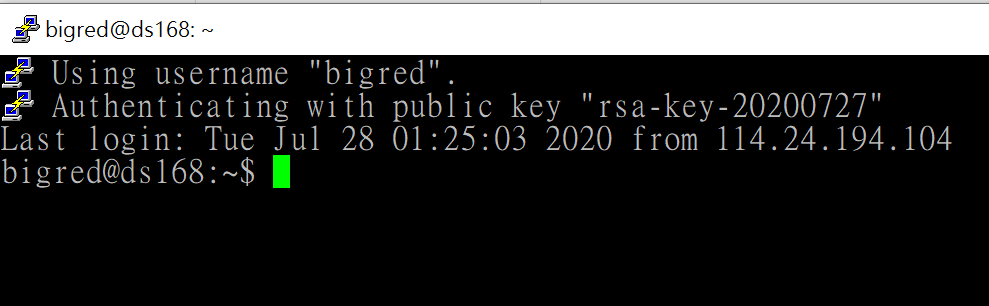 bigred@ds168: ~
Using username "bigred".
Authenticating with public key "rsa-key-20200727"
Last login: Tue Jul 28 01:25:03 2020 from 114.24.194.104
bigred@ds168:~$